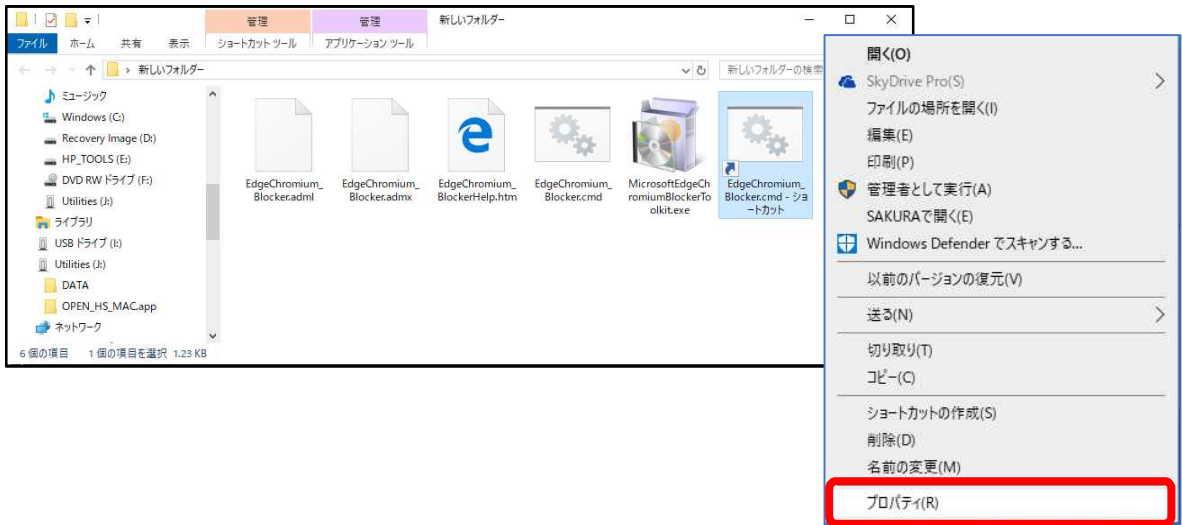 管理
管理
新しいフォルダー
ファイル
ホーム
共有
表示
ショートカット ツール
アプリケーション ツール
新しいフォルダー
新しいフォルダーの検索
ミュージック
Windows (C:)
Recovery Image (D:)
HP_TOOLS (E:)
DVD RW ドライブ (F:)
Utilities (J:)
ライブラリ
USB ドライブ (I:)
Utilities (J:)
DATA
OPEN_HS_MAC.app
ネットワーク
EdgeChromium_
Blocker.adml
EdgeChromium_
Blocker.admx
EdgeChromium_
BlockerHelp.htm
EdgeChromium_
Blocker.cmd
MicrosoftEdgeCh
romiumBlockerTo
olkit.exe
EdgeChromium_
Blocker.cmd - ショ
ートカット
6 個の項目
1 個の項目を選択 1.23 KB
開く(O)
SkyDrive Pro(S)
ファイルの場所を開く(I)
編集(E)
印刷(P)
管理者として実行(A)
SAKURAで開く(E)
Windows Defender でスキャンする...
以前のバージョンの復元(V)
送る(N)
切り取り(T)
コピー(C)
ショートカットの作成(S)
削除(D)
名前の変更(M)
プロパティ(R)